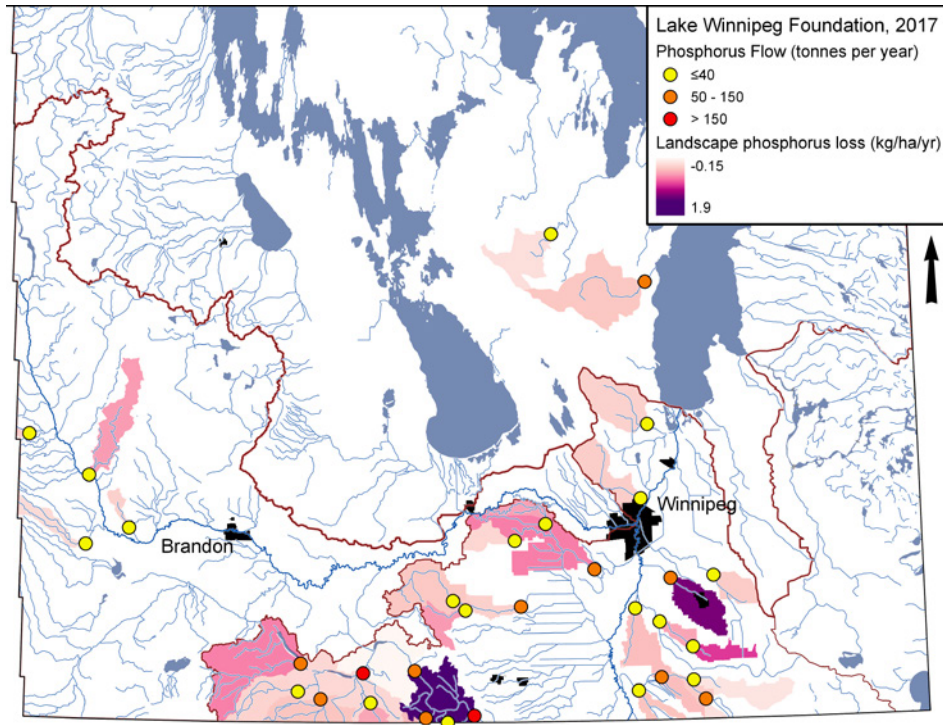 Lake Winnipeg Foundation, 2017
Phosphorus Flow (tonnes per year)
≤40
50 - 150
> 150
Landscape phosphorus loss (kg/ha/yr)
-0.15
1.9
Winnipeg
Brandon